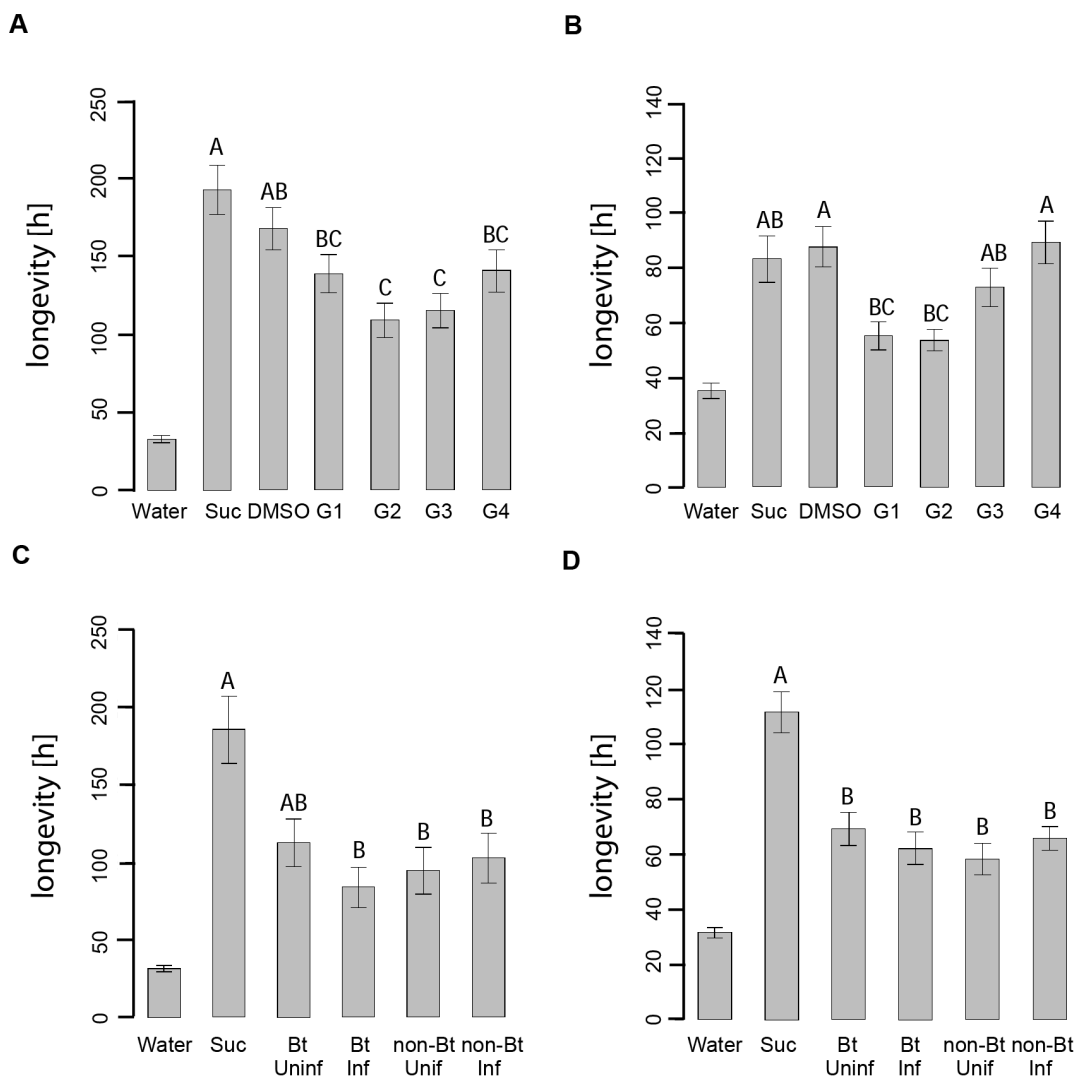 A
B
longevity [h]
250
200
150
100
50
0
A
AB
BC
C
C
BC
Water Suc DMSO G1 G2 G3 G4
longevity [h]
140
120
100
80
60
40
20
0
AB
A
BC
BC
AB
A
Water Suc DMSO G1 G2 G3 G4
C
D
longevity [h]
250
200
150
100
50
0
A
AB
B
B
B
Water Suc Bt Bt non-Bt non-Bt
Uninf Inf Unif Inf
longevity [h]
140
120
100
80
60
40
20
0
A
B
B
B
B
Water Suc Bt Bt non-Bt non-Bt
Uninf Inf Uninf Inf